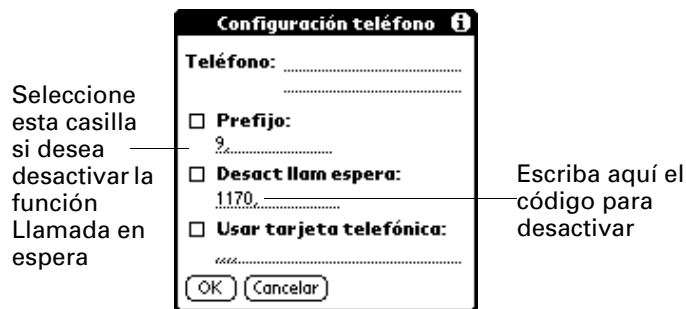 Configuración teléfono
Teléfono:
Seleccione
esta casilla
si desea
desactivar la
función
Llamada en
espera
Prefijo:
9,
Desact llam espera:
1170,
Usar tarjeta telefónica:
,,,,
OK Cancelar
Escriba aquí el
código para
desactivar